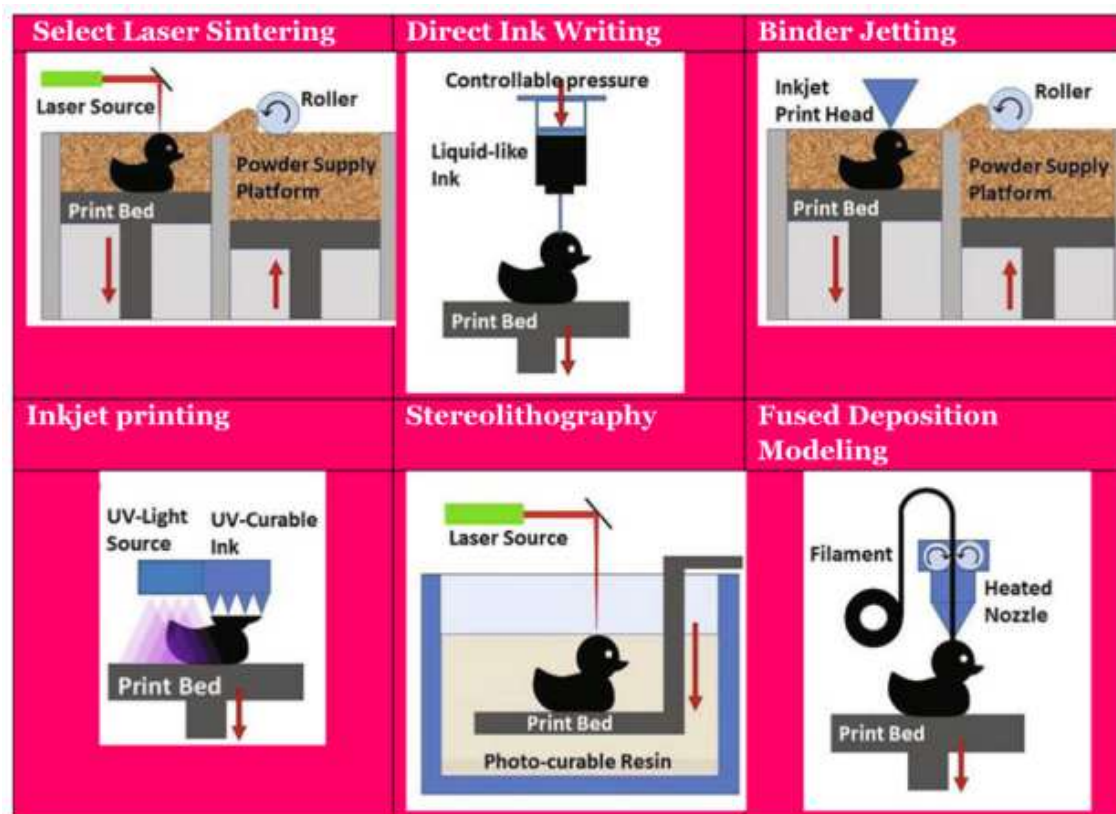 Select Laser Sintering
Direct Ink Writing
Binder Jetting
Laser Source
Roller
Powder Supply
Platform
Print Bed
Controllable pressure
Liquid-like
Ink
Print Bed
Inkjet
Print Head
Roller
Powder Supply
Platform.
Print Bed
Inkjet printing
Stereolithography
Fused Deposition
Modeling
UV-Light
Source
UV-Curable
Ink
Print Bed
Laser Source
Print Bed
Photo-curable Resin
Filament
Heated
Nozzle
Print Bed